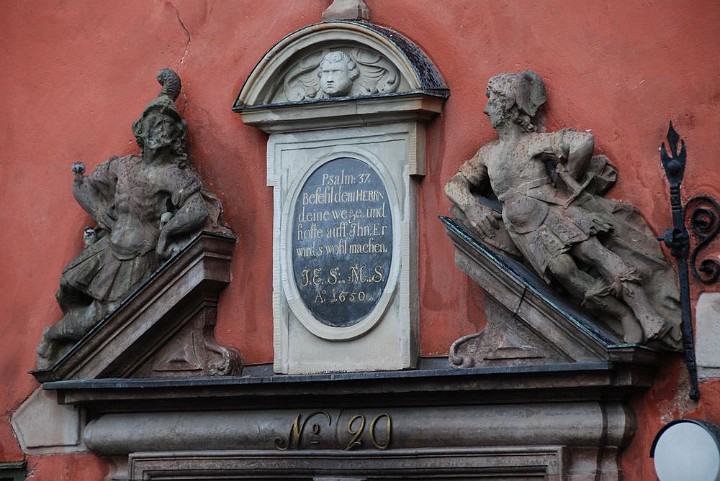 Psalm: 37.
Befehl dem HERRN
deine wege und
hoffe auff Ihn, Er
wirds wohl machen.
I. E. S: M. S.
Aº 1650
Nº 20